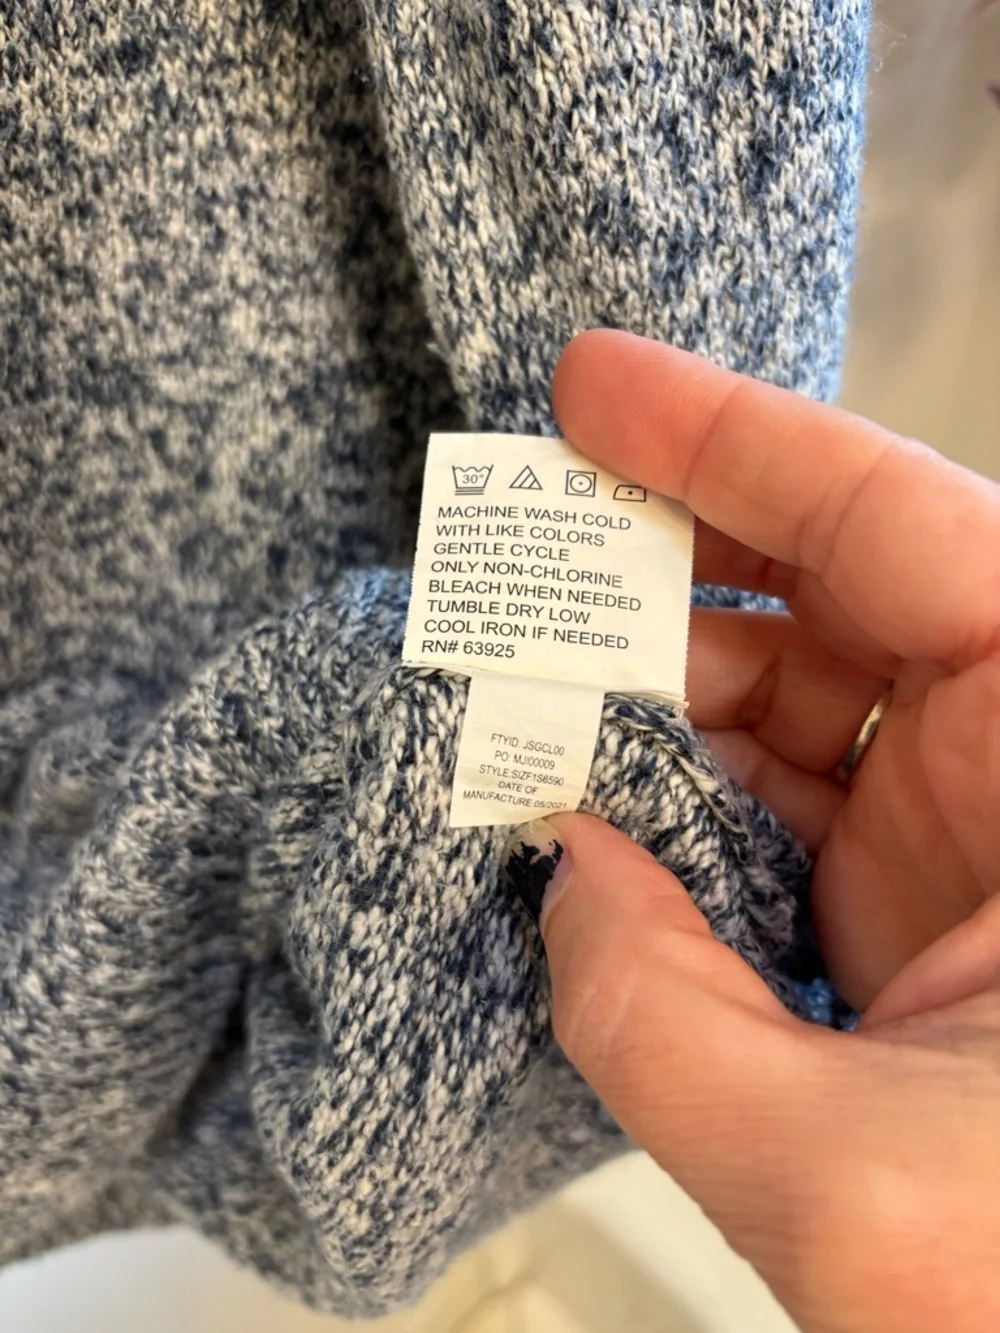 30°
MACHINE WASH COLD
WITH LIKE COLORS
GENTLE CYCLE
ONLY NON-CHLORINE
BLEACH WHEN NEEDED
TUMBLE DRY LOW
COOL IRON IF NEEDED
RN# 63925
FTYID: JSGCL00
PO: MJI00009
STYLE:SIZF1S6590
DATE OF
MANUFACTURE:05/2021